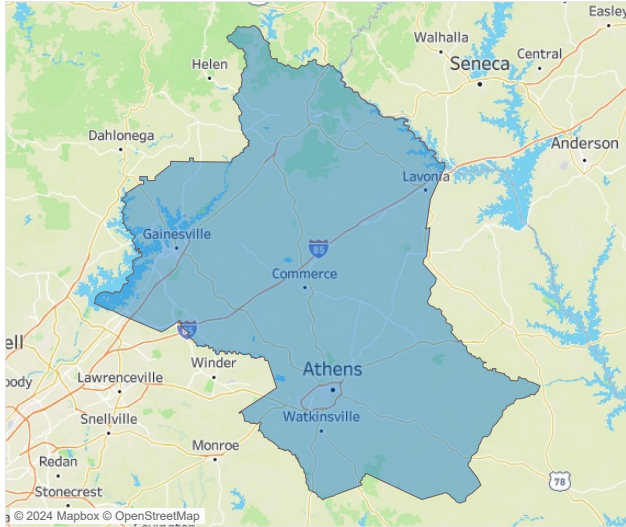 Easley
Walhalla
Central
Helen
Seneca
Dahlonega
Anderson
Lavonia
Gainesville
85
Commerce
85
ell
Winder
Athens
oody
Lawrenceville
Watkinsville
Snellville
Monroe
Redan
78
Stonecrest
© 2024 Mapbox © OpenStreetMap